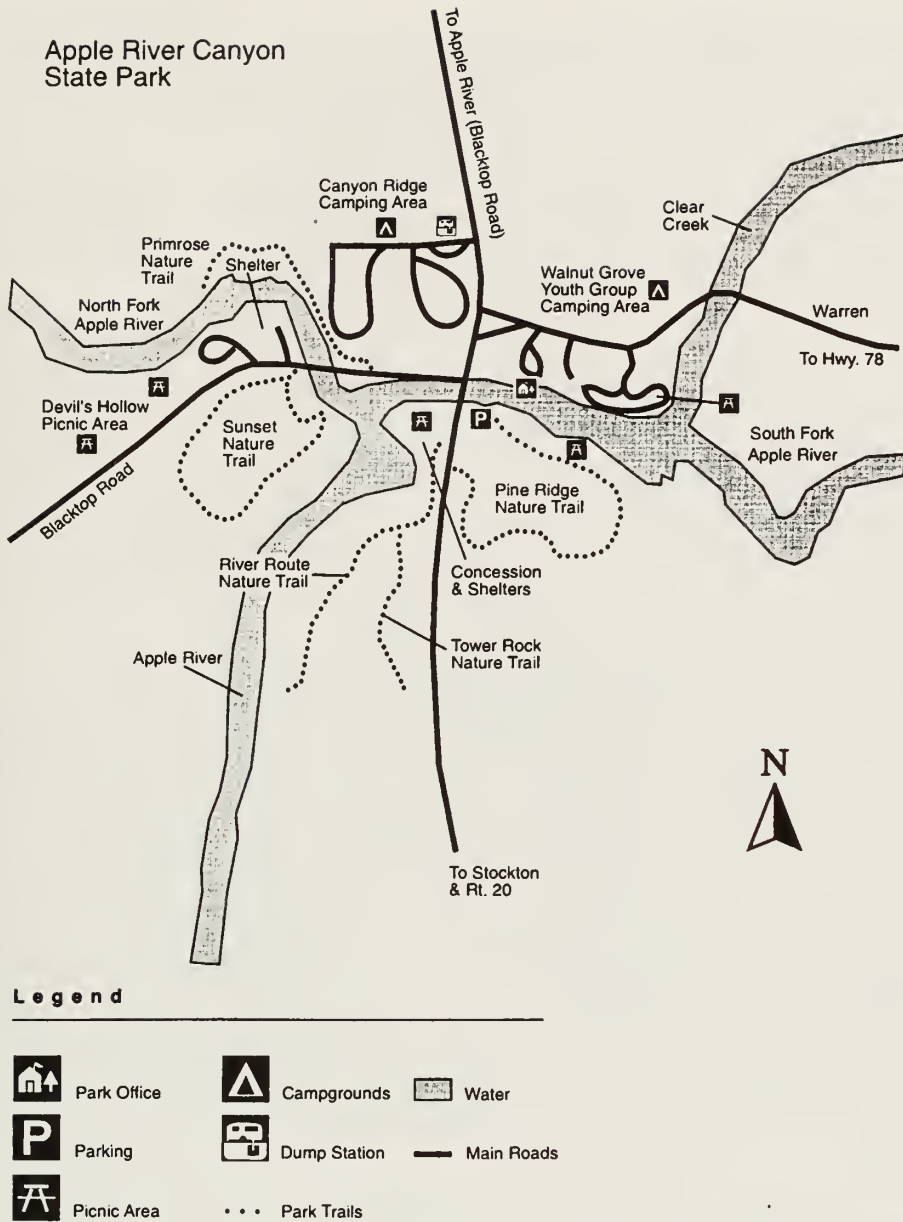 Apple River Canyon
State Park
To Apple River (Blacktop Road)
Canyon Ridge
Camping Area
Clear
Creek
Primrose
Nature
Trail
Shelter
Walnut Grove
Youth Group
Camping Area
North Fork
Apple River
Warren
To Hwy. 78
Devil's Hollow
Picnic Area
Sunset
Nature
Trail
P
South Fork
Apple River
Blacktop Road
Pine Ridge
Nature Trail
River Route
Nature Trail
Concession
& Shelters
Apple River
Tower Rock
Nature Trail
N
To Stockton
& Rt. 20
Legend
Park Office
Campgrounds
Water
P Parking
Dump Station
Main Roads
Picnic Area
Park Trails